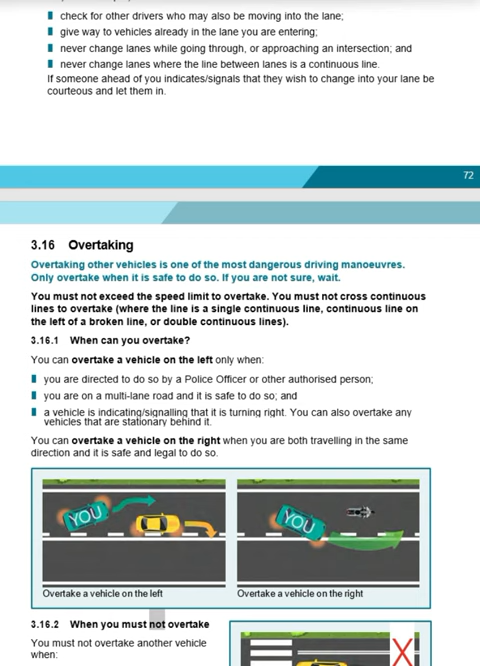 check for other drivers who may also be moving into the lane;
give way to vehicles already in the lane you are entering;
never change lanes while going through, or approaching an intersection; and
never change lanes where the line between lanes is a continuous line.
If someone ahead of you indicates/signals that they wish to change into your lane be
courteous and let them in.
72
3.16 Overtaking
Overtaking other vehicles is one of the most dangerous driving manoeuvres.
Only overtake when it is safe to do so. If you are not sure, wait.
You must not exceed the speed limit to overtake. You must not cross continuous
lines to overtake (where the line is a single continuous line, continuous line on
the left of a broken line, or double continuous lines).
3.16.1 When can you overtake?
You can overtake a vehicle on the left only when:
you are directed to do so by a Police Officer or other authorised person;
you are on a multi-lane road and it is safe to do so; and
a vehicle is indicating/signalling that it is turning right. You can also overtake any
vehicles that are stationary behind it.
You can overtake a vehicle on the right when you are both travelling in the same
direction and it is safe and legal to do so.
YOU
YOU
Overtake a vehicle on the left
Overtake a vehicle on the right
3.16.2 When you must not overtake
You must not overtake another vehicle
when: